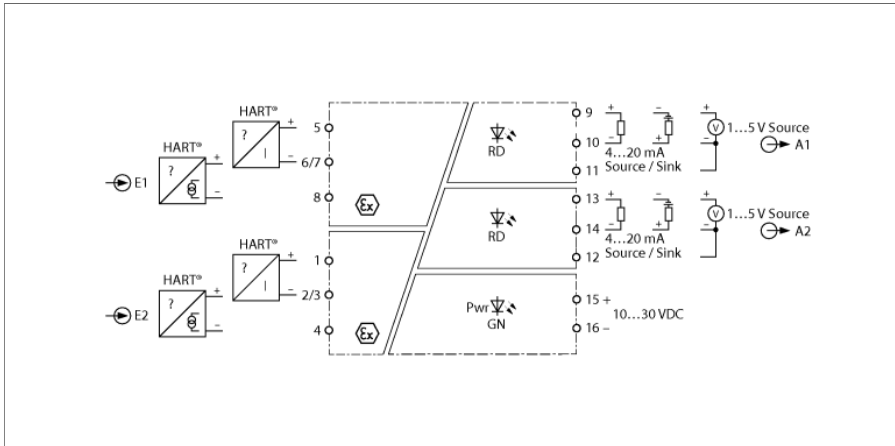 HART®
?
I
+
–
5
6/7
8
HART®
?
+
–
E1
Ex
HART®
?
I
+
–
1
2/3
4
HART®
?
+
–
E2
Ex
RD
9
10
11
+
–
–
+
4...20 mA
Source / Sink
+
V
–
1...5 V Source
A1
RD
13
14
12
+
–
–
+
4...20 mA
Source / Sink
+
V
–
1...5 V Source
A2
Pwr
GN
15 +
16 –
10...30 VDC